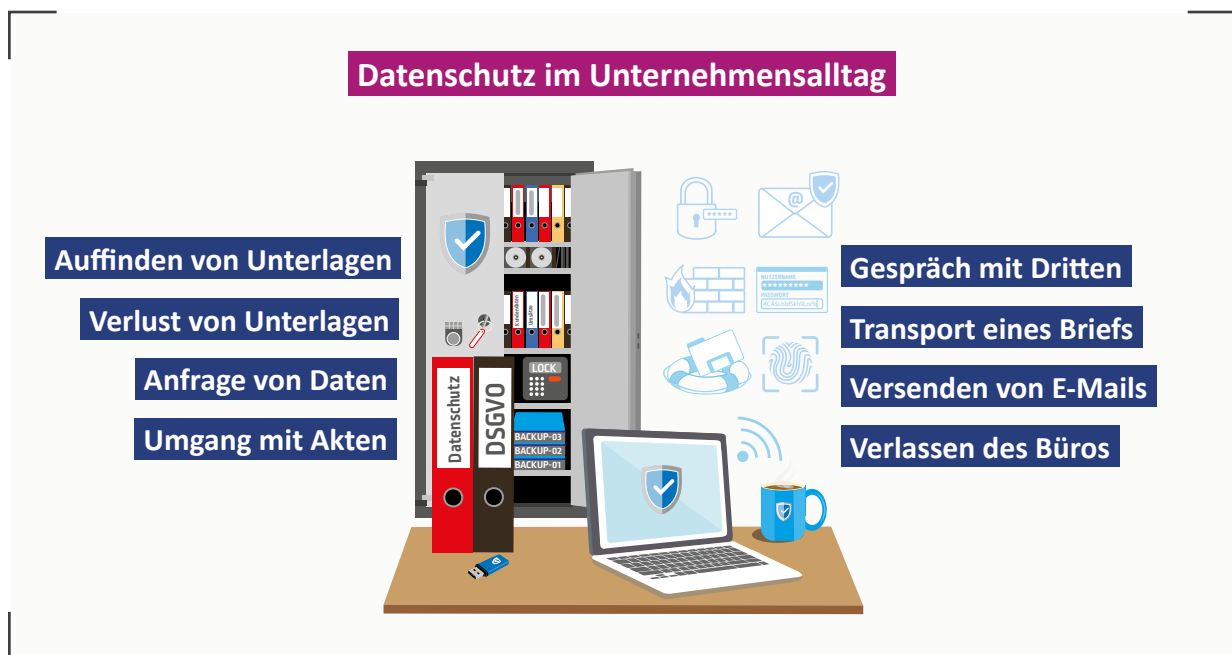 Datenschutz im Unternehmensalltag
Auffinden von Unterlagen
Verlust von Unterlagen
Anfrage von Daten
Umgang mit Akten
Datenschutz
DSGVO
LOCK
BACKUP-03
BACKUP-02
BACKUP-01
@
*****
NUTZERNAME
*********
PASSWORT
Gespräch mit Dritten
Transport eines Briefs
Versenden von E-Mails
Verlassen des Büros